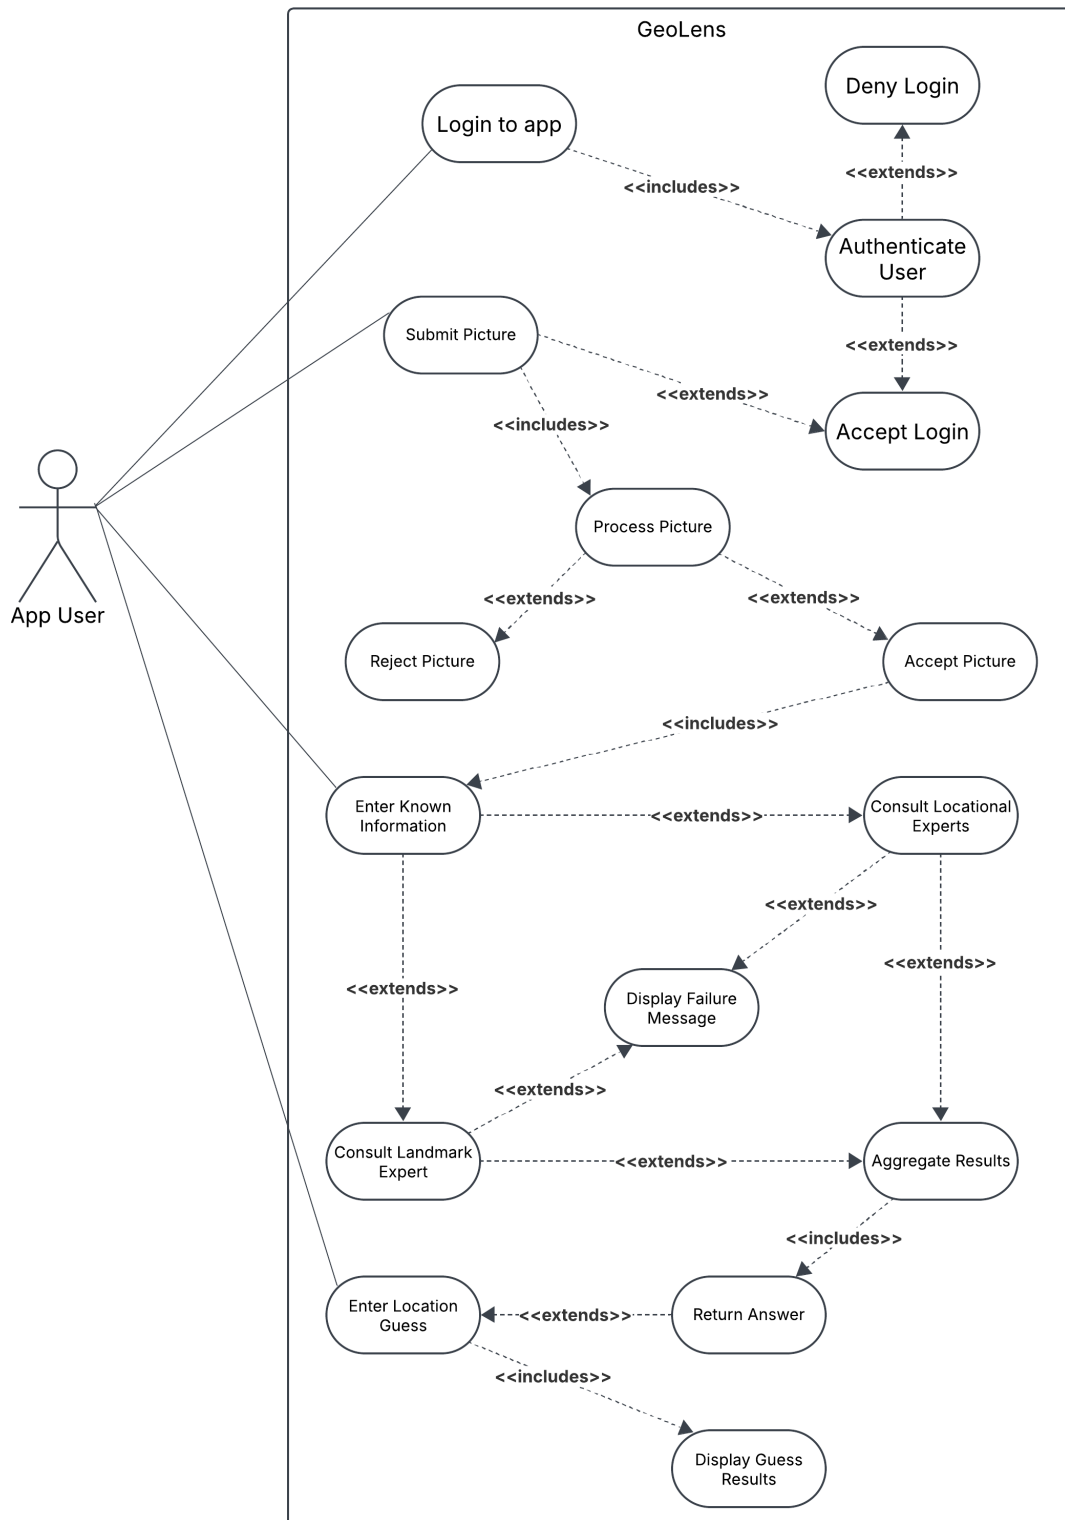 GeoLens
Deny Login
Login to app
<<extends>>
<<includes>>
Authenticate
User
Submit Picture
<<extends>>
<<extends>>
<<includes>>
Accept Login
Process Picture
<<extends>>
<<extends>>
App User
Reject Picture
Accept Picture
<<includes>>
Enter Known
Information
<<extends>>
Consult Locational
Experts
<<extends>>
<<extends>>
<<extends>>
Display Failure
Message
<<extends>>
Consult Landmark
Expert
<<extends>>
Aggregate Results
<<includes>>
Enter Location
Guess
<<extends>>
Return Answer
<<includes>>
Display Guess
Results